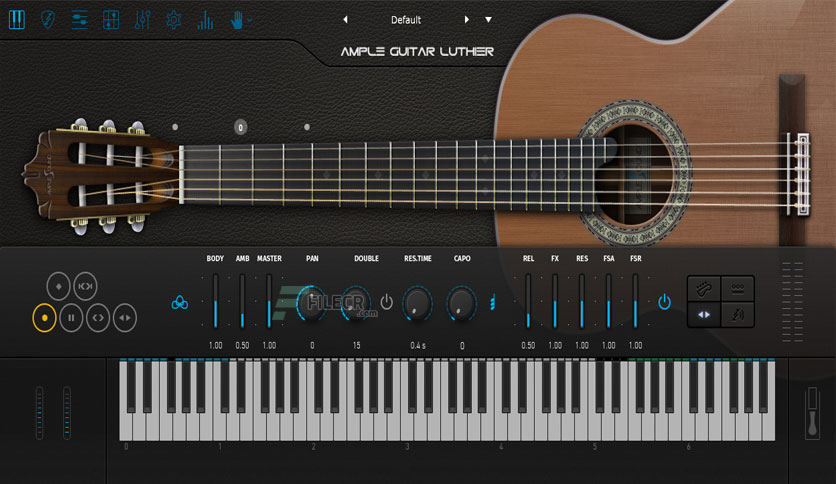 Default
AMPLE GUITAR LUTHIER
0
BODY AMB MASTER PAN DOUBLE RES.TIME CAPO REL FX RES FSA FSR
FILECR
.com
1.00 0.50 1.00 0 15 0.4 s 0 0.50 1.00 1.00 1.00 1.00
0 1 2 3 4 5 6